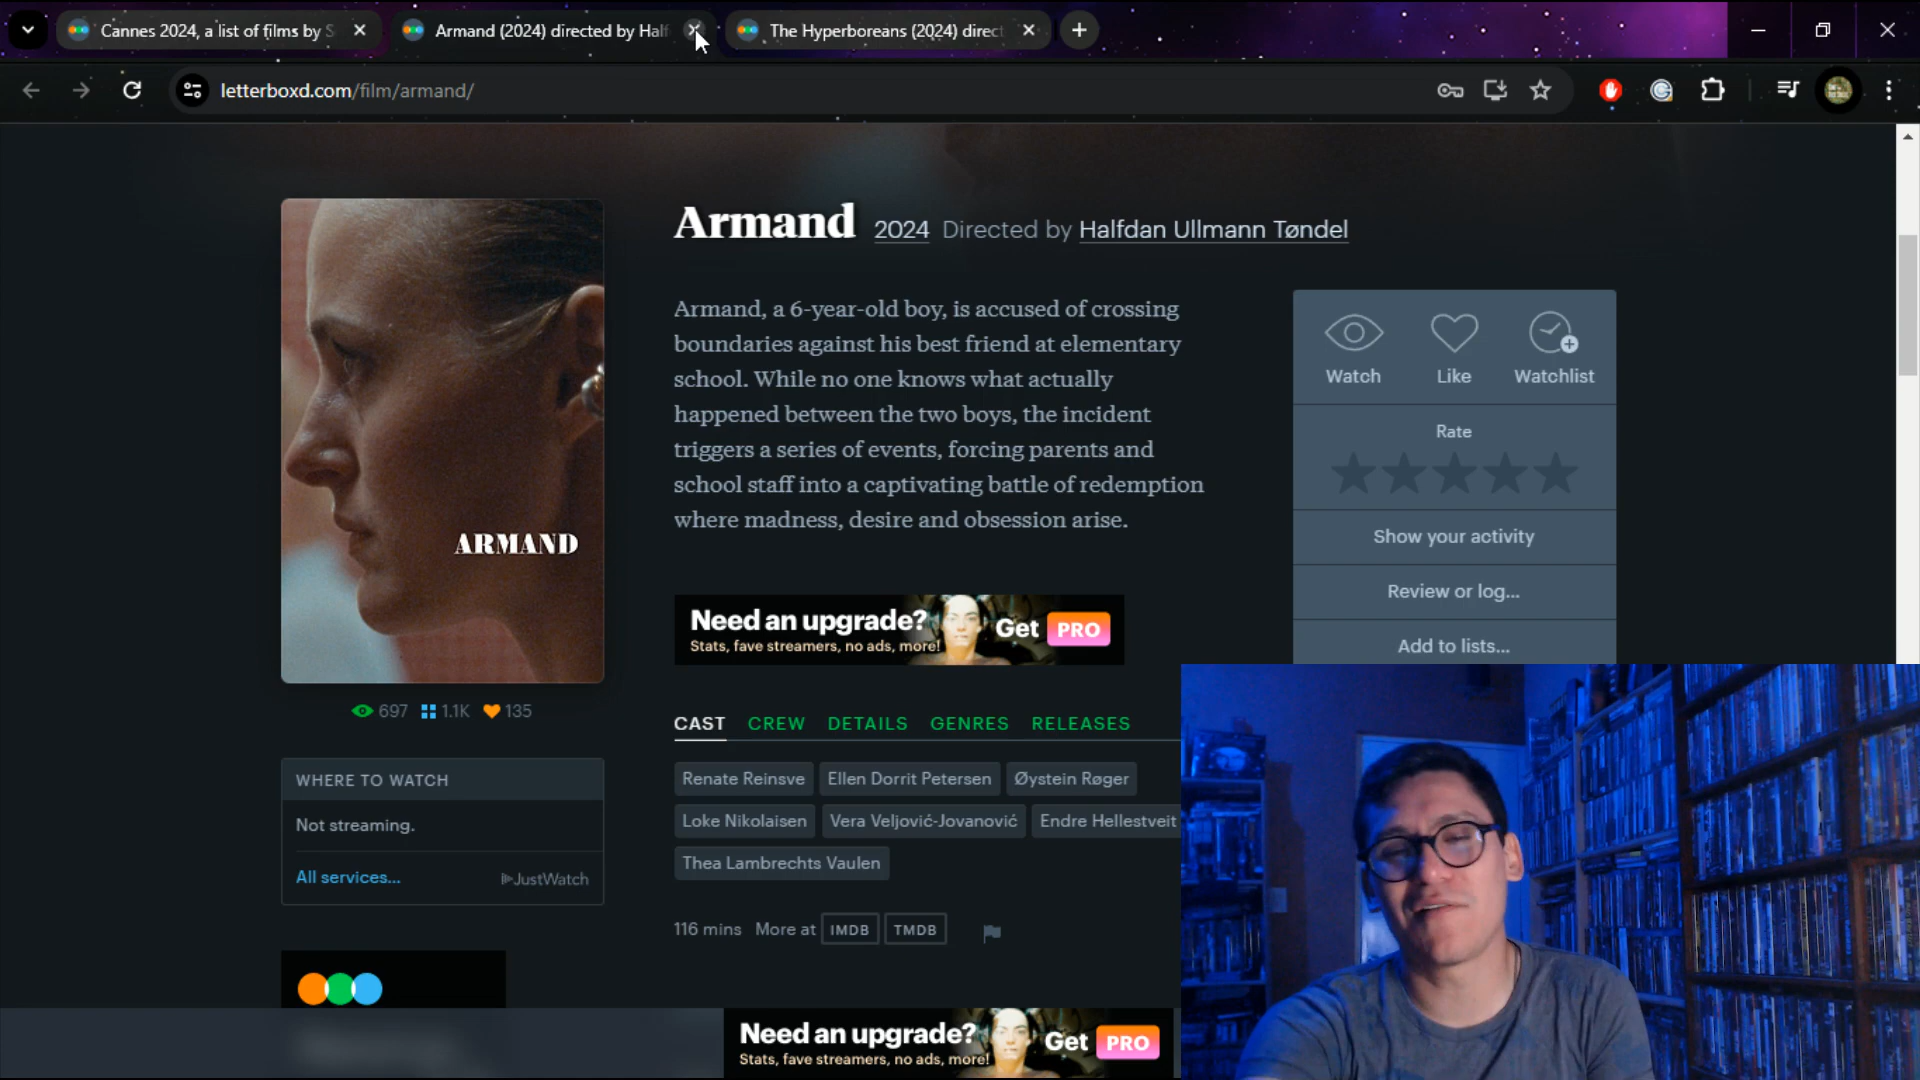 Cannes 2024, a list of films by S
Armand (2024) directed by Half
The Hyperboreans (2024) direct
letterboxd.com/film/armand/
Armand 2024 Directed by Halfdan Ullmann Tøndel
Armand, a 6-year-old boy, is accused of crossing
boundaries against his best friend at elementary
school. While no one knows what actually
happened between the two boys, the incident
triggers a series of events, forcing parents and
school staff into a captivating battle of redemption
where madness, desire and obsession arise.
ARMAND
Watch Like Watchlist
Rate
Show your activity
Review or log...
Add to lists...
Need an upgrade? Get PRO
Stats, fave streamers, no ads, more!
697 1.1K 135
CAST CREW DETAILS GENRES RELEASES
WHERE TO WATCH
Not streaming.
All services...
JustWatch
Renate Reinsve Ellen Dorrit Petersen Øystein Røger
Loke Nikolaisen Vera Veljović-Jovanović Endre Hellestveit
Thea Lambrechts Vaulen
116 mins More at IMDB TMDB
Need an upgrade? Get PRO
Stats, fave streamers, no ads, more!